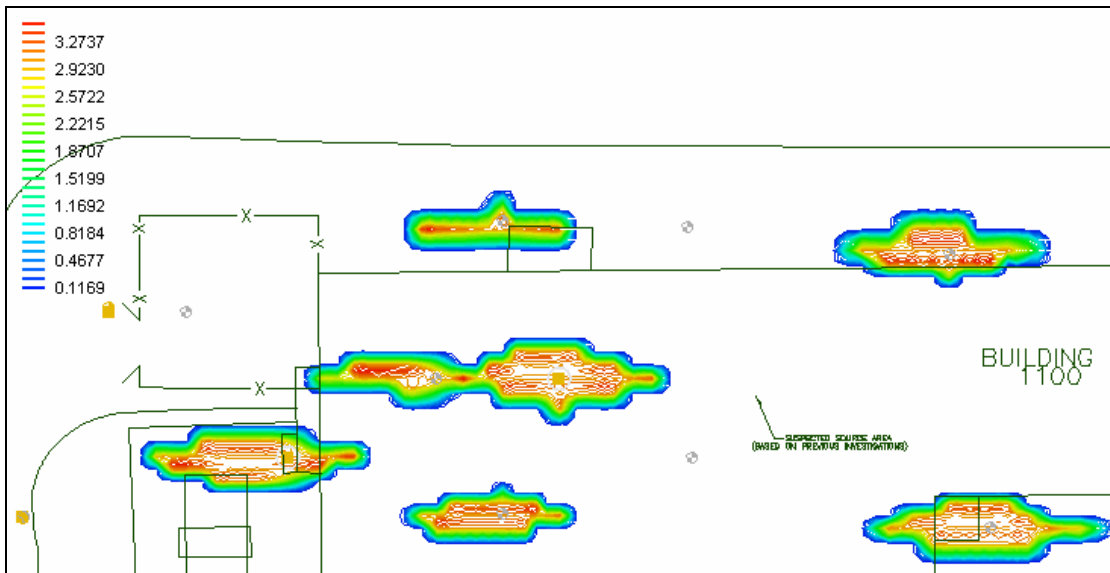 3.2737
2.9230
2.5722
2.2215
1.8707
1.5199
1.1692
0.8184
0.4677
0.1169
X
X
X
X
X
BUILDING
1100
SUSPECTED SOURCE AREA
(BASED ON PREVIOUS INVESTIGATIONS)